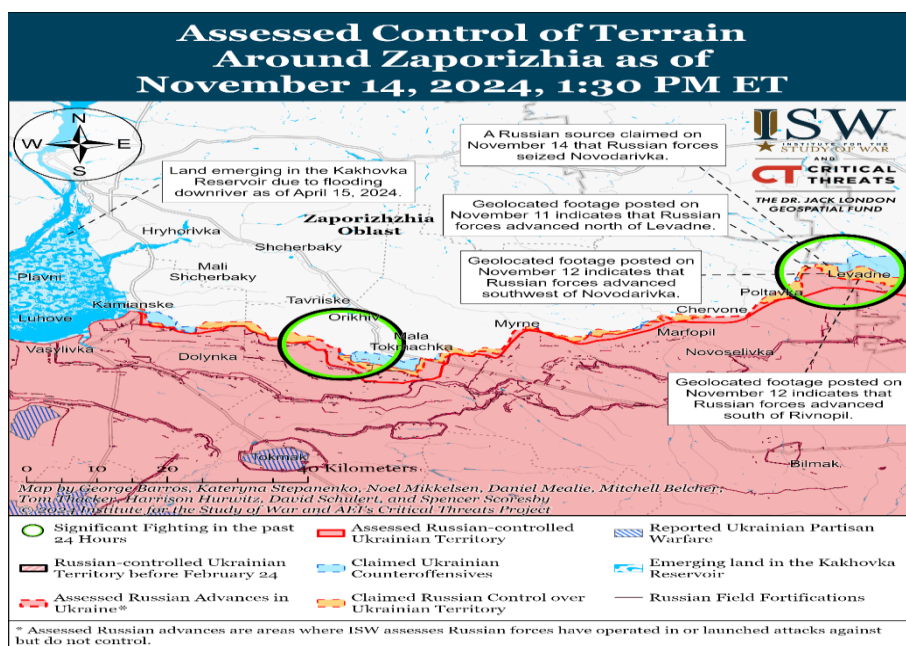 Assessed Control of Terrain
Around Zaporizhia as of
November 14, 2024, 1:30 PM ET
N
W
E
S
Land emerging in the Kakhovka
Reservoir due to flooding
downriver as of April 15, 2024.
A Russian source claimed on
November 14 that Russian forces
seized Novodarivka.
ISW
INSTITUTE FOR THE
STUDY OF WAR
AND
CT CRITICAL
THREATS
THE DR. JACK LONDON
GEOSPATIAL FUND
Geolocated footage posted on
November 11 indicates that Russian
forces advanced north of Levadne.
Geolocated footage posted on
November 12 indicates that
Russian forces advanced
southwest of Novodarivka.
Zaporizhzhia
Oblast
Hryhorivka
Shcherbaky
Mali
Shcherbaky
Plavni
Levadne
Kamianske
Tavriiske
Poltavka
Luhove
Orikhiv
Chervone
Myrne
Mala
Tokmachka
Marfopil
Vasylivka
Dolynka
Novoselivka
Geolocated footage posted on
November 12 indicates that
Russian forces advanced
south of Rivnopil.
Tokmak
Bilmak
0 10 20 40 Kilometers
Map by George Barros, Kateryna Stepanenko, Noel Mikkelsen, Daniel Mealie, Mitchell Belcher,
Tom Thacker, Harrison Hurwitz, David Schulert, and Spencer Scoresby
© 2024 Institute for the Study of War and AEI's Critical Threats Project
Significant Fighting in the past
24 Hours
Assessed Russian-controlled
Ukrainian Territory
Reported Ukrainian Partisan
Warfare
Russian-controlled Ukrainian
Territory before February 24
Claimed Ukrainian
Counteroffensives
Emerging land in the Kakhovka
Reservoir
Assessed Russian Advances in
Ukraine*
Claimed Russian Control over
Ukrainian Territory
Russian Field Fortifications
* Assessed Russian advances are areas where ISW assesses Russian forces have operated in or launched attacks against
but do not control.